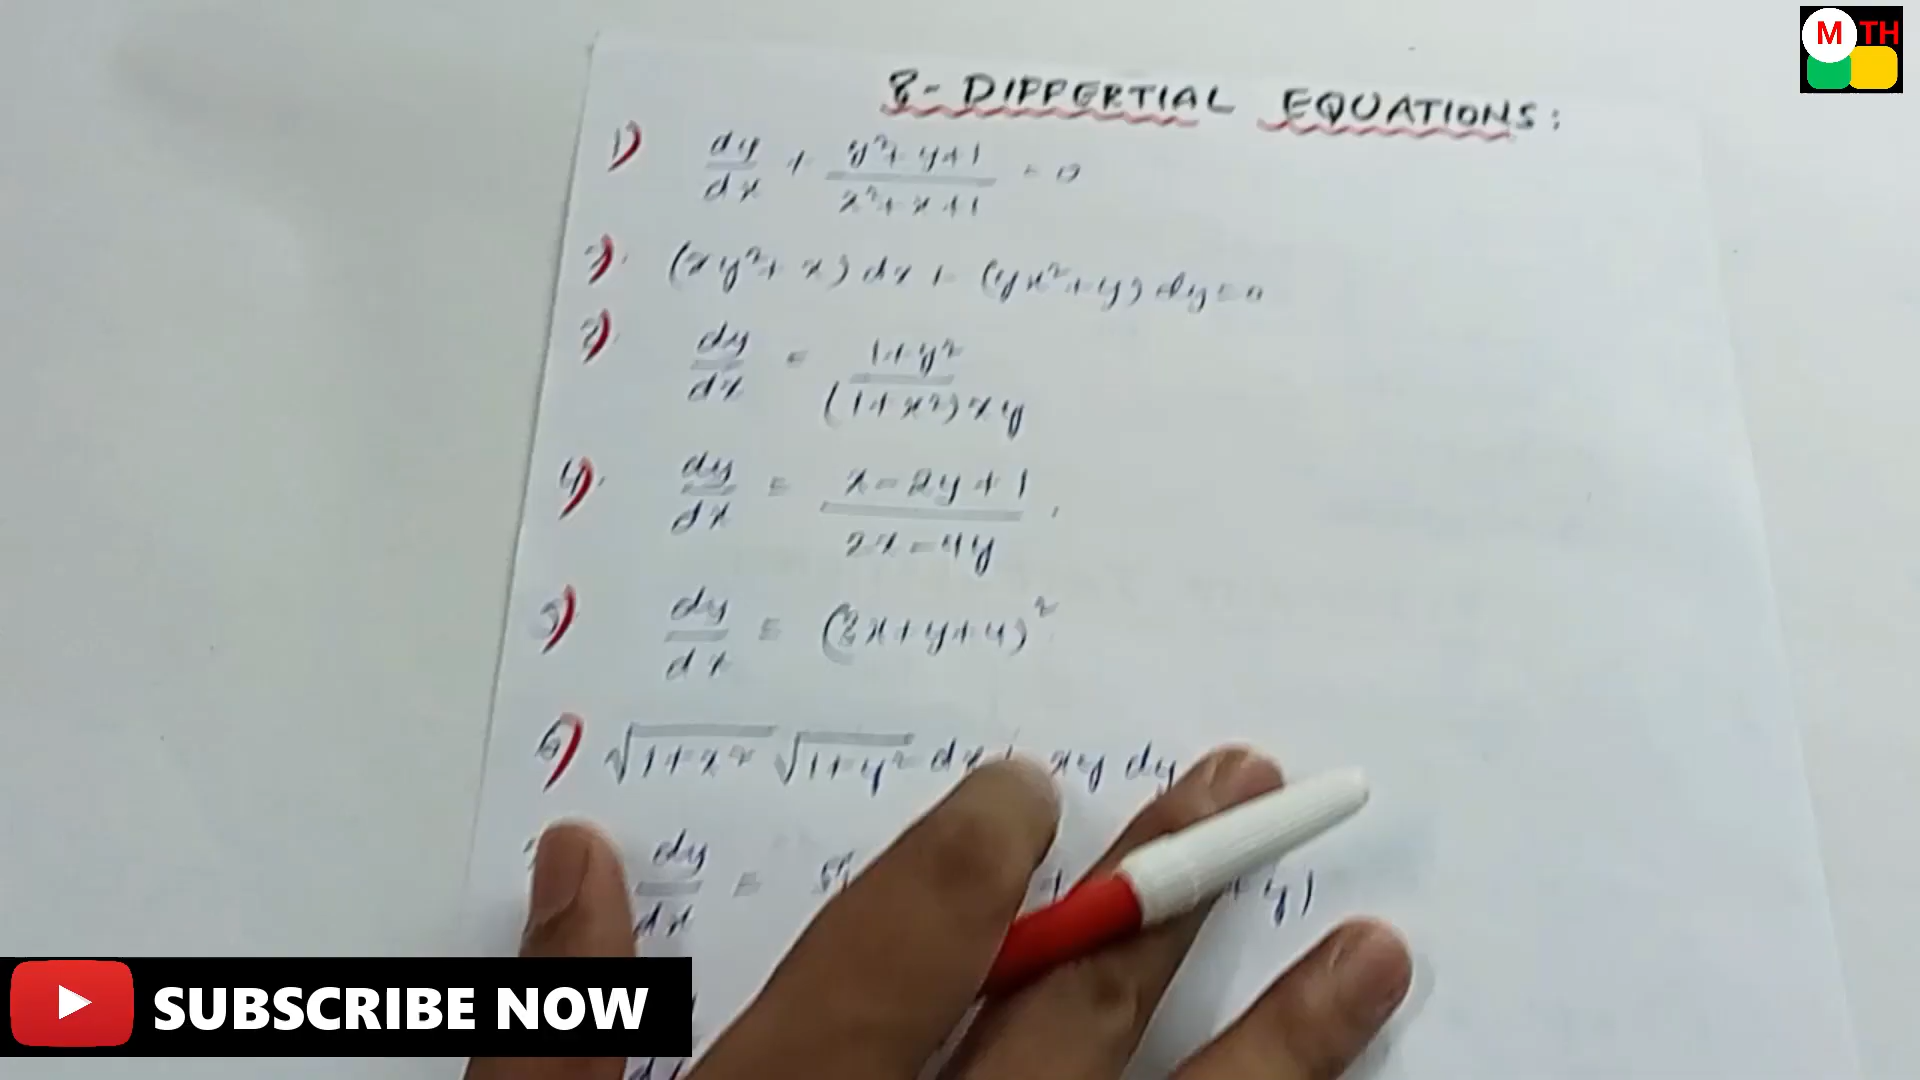 M TH
8- DIFFERTIAL EQUATIONS:
1) dy/dx + (y²+y+1)/(x²+x+1) = 0
2) (xy²+x) dx + (yx²+y) dy = 0
3) dy/dx = (1+y²)/((1+x²)xy)
4) dy/dx = (x-2y+1)/(2x-4y).
5) dy/dx = (3x+y+4)²
6) √1+x² √1+y² dx + xy dy
dy/dx = + y)
SUBSCRIBE NOW